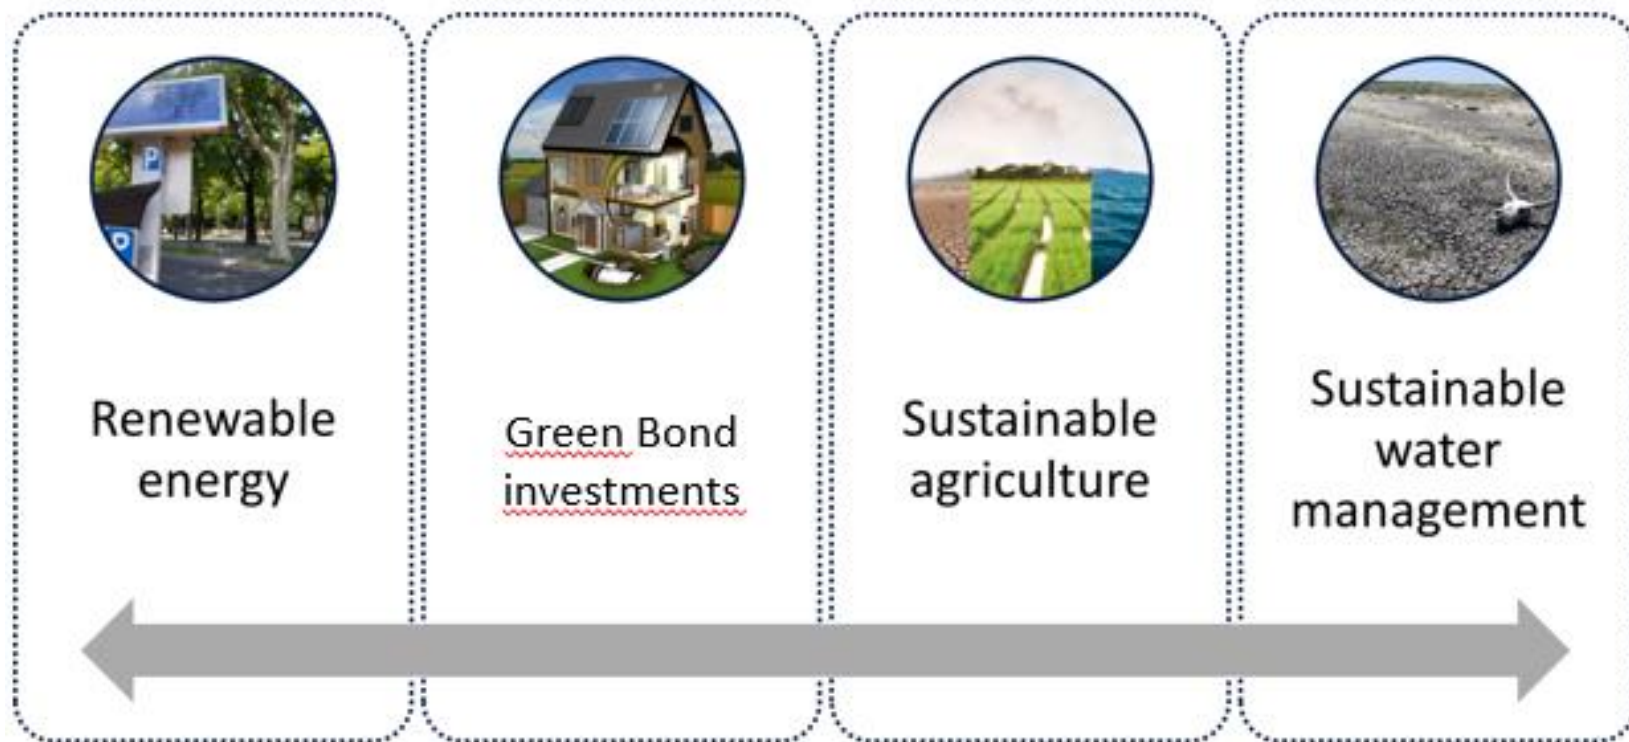 P
P
Renewable
energy
Green Bond
investments
Sustainable
agriculture
Sustainable
water
management